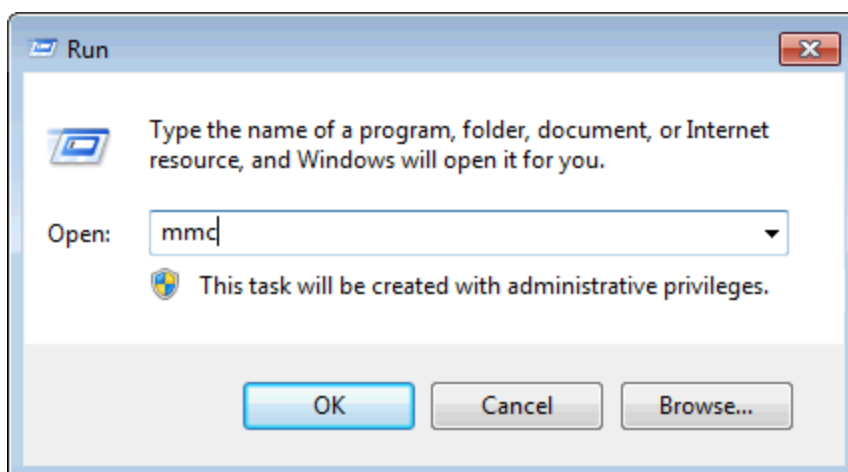 Run
Type the name of a program, folder, document, or Internet
resource, and Windows will open it for you.
Open: mmc
This task will be created with administrative privileges.
OK Cancel Browse...